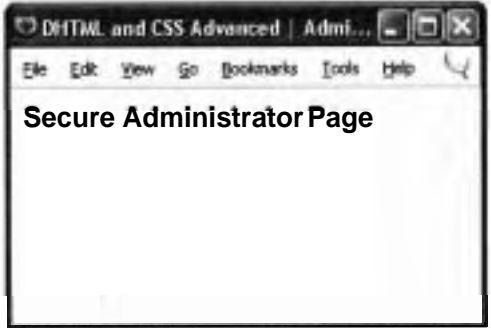 DHTML and CSS Advanced | Admi...
File Edit View Go Bookmarks Tools Help
Secure Administrator Page